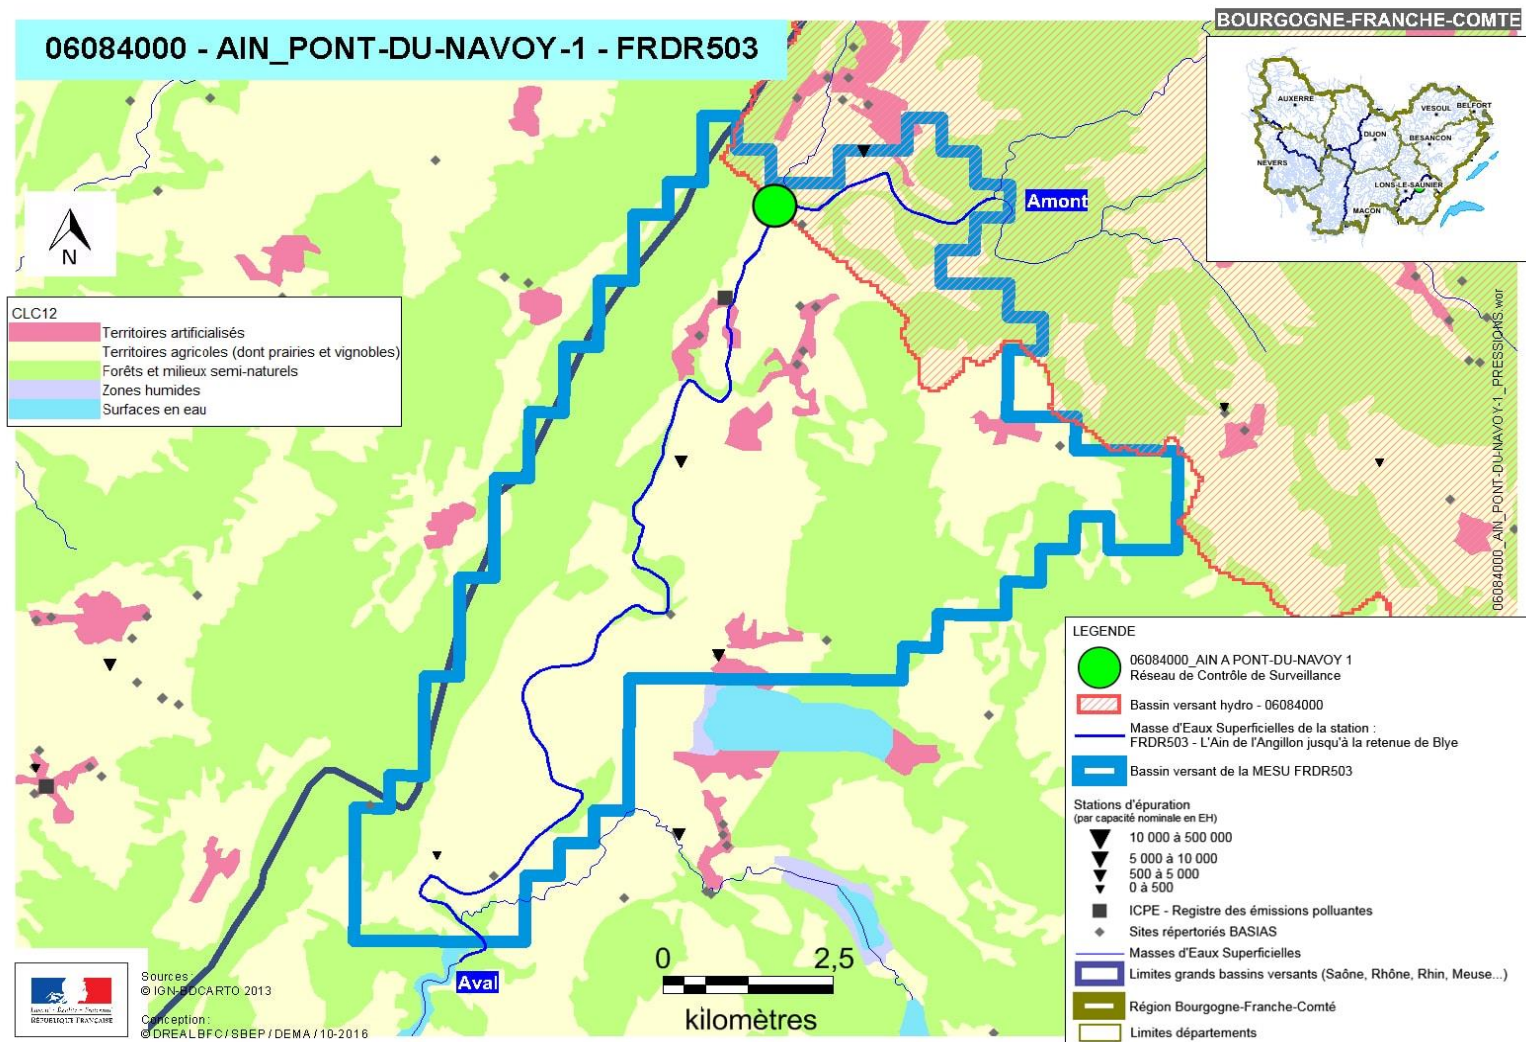 BOURGOGNE-FRANCHE-COMTE
06084000 - AIN_PONT-DU-NAVOY-1 - FRDR503
AUXERRE
VESOUL
BELFORT
DIJON
BESANCON
NEVERS
LONS-LE-SAUNIER
MACON
Amont
N
CLC12
Territoires artificialisés
Territoires agricoles (dont prairies et vignobles)
Forêts et milieux semi-naturels
Zones humides
Surfaces en eau
06084000_AIN_PONT-DU-NAVOY-1_PRESSIONS.wor
LEGENDE
06084000_AIN A PONT-DU-NAVOY 1
Réseau de Contrôle de Surveillance
Bassin versant hydro - 06084000
Masse d'Eaux Superficielles de la station :
FRDR503 - L'Ain de l'Angillon jusqu'à la retenue de Blye
Bassin versant de la MESU FRDR503
Stations d'épuration
(par capacité nominale en EH)
10 000 à 500 000
5 000 à 10 000
500 à 5 000
0 à 500
ICPE - Registre des émissions polluantes
Sites répertoriés BASIAS
Masses d'Eaux Superficielles
Limites grands bassins versants (Saône, Rhône, Rhin, Meuse...)
Région Bourgogne-Franche-Comté
Limites départements
Aval
0 2,5
kilomètres
Liberté • Égalité • Fraternité
RÉPUBLIQUE FRANÇAISE
Sources :
© IGN-BDCARTO 2013
Conception :
© DREAL BFC / SBEP / DEMA / 10-2016